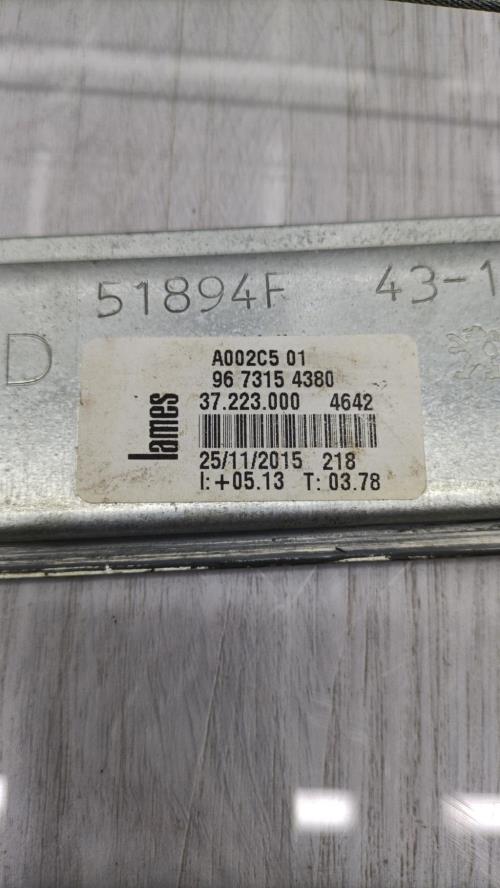 51894F 43-1
D
A002C5 01
96 7315 4380
lames
37.223.000 4642
25/11/2015 218
I:+05.13 T: 03.78